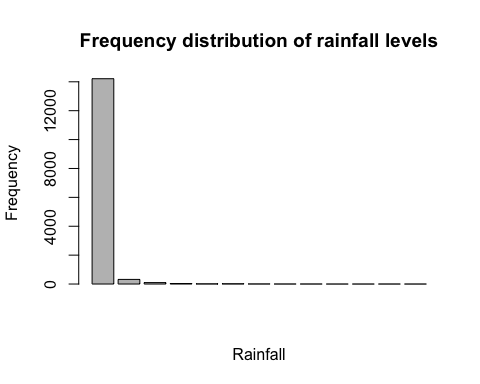 Frequency distribution of rainfall levels
Frequency
12000
8000
4000
0
Rainfall